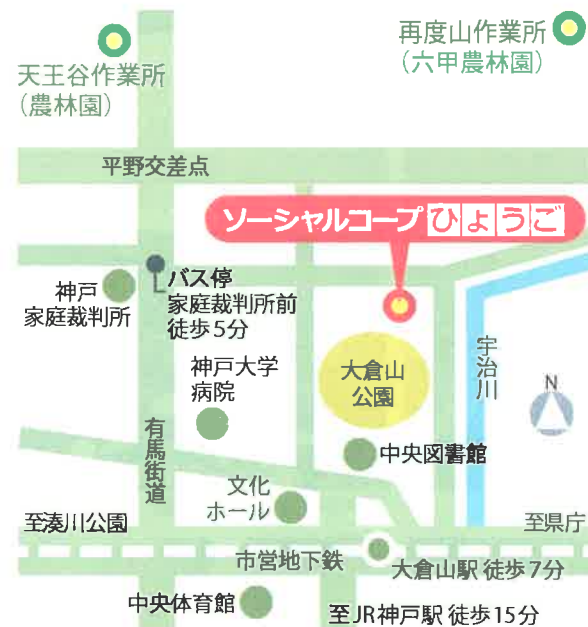 再度山作業所
(六甲農林園)
天王谷作業所
(農林園)
平野交差点
ソーシャルコープひょうご
バス停
家庭裁判所前
徒歩5分
神戸
家庭裁判所
神戸大学
病院
大倉山
公園
宇治川
N
有馬街道
中央図書館
文化
ホール
至湊川公園
至県庁
市営地下鉄
大倉山駅 徒歩7分
中央体育館
至JR神戸駅 徒歩15分